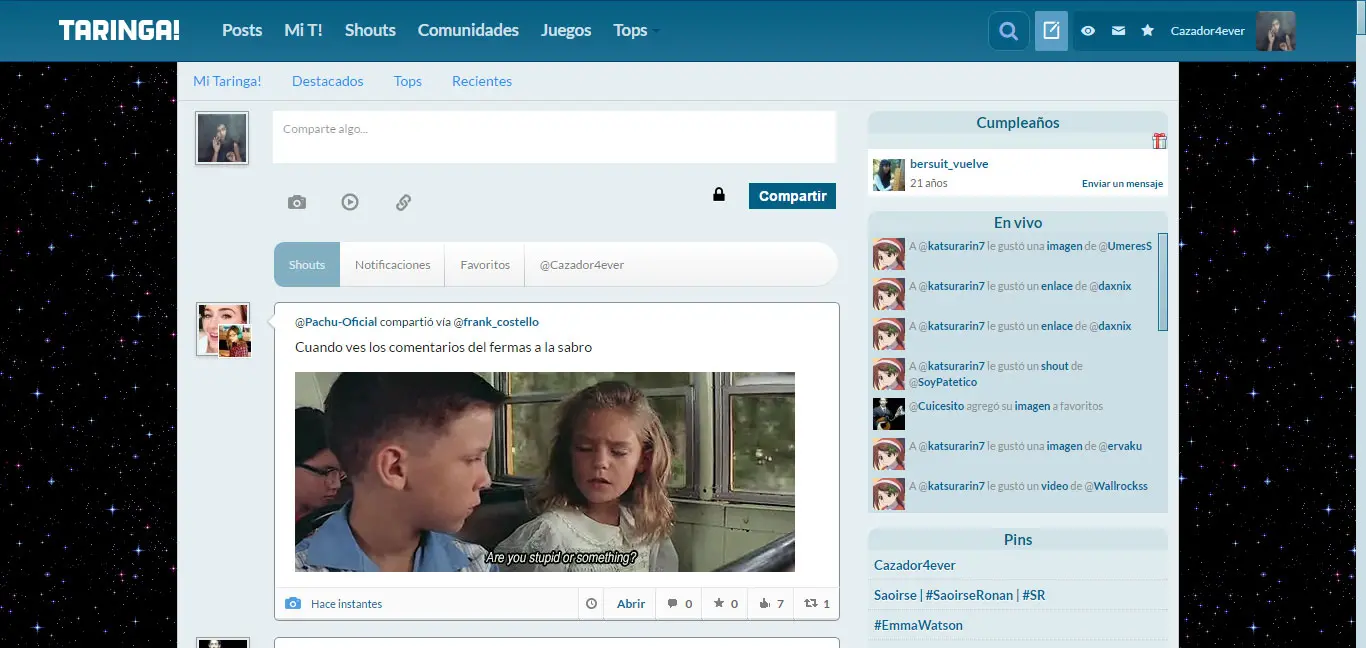 TARINGA!
Posts Mi T! Shouts Comunidades Juegos Tops
Cazador4ever
Mi Taringa! Destacados Tops Recientes
Comparte algo...
Compartir
Shouts Notificaciones Favoritos @Cazador4ever
@Pachu-Oficial compartió vía @frank_costello
Cuando ves los comentarios del fermas a la sabro
Are you stupid or something?
Hace instantes Abrir 0 0 7 1
Cumpleaños
bersuit_vuelve
21 años Enviar un mensaje
En vivo
A @katsurarin7 le gustó una imagen de @UmeresS
A @katsurarin7 le gustó un enlace de @daxnix
A @katsurarin7 le gustó un enlace de @daxnix
A @katsurarin7 le gustó un shout de
@SoyPatetico
@Cuicesito agregó su imagen a favoritos
A @katsurarin7 le gustó una imagen de @ervaku
A @katsurarin7 le gustó un video de @Wallrockss
Pins
Cazador4ever
Saoirse | #SaoirseRonan | #SR
#EmmaWatson